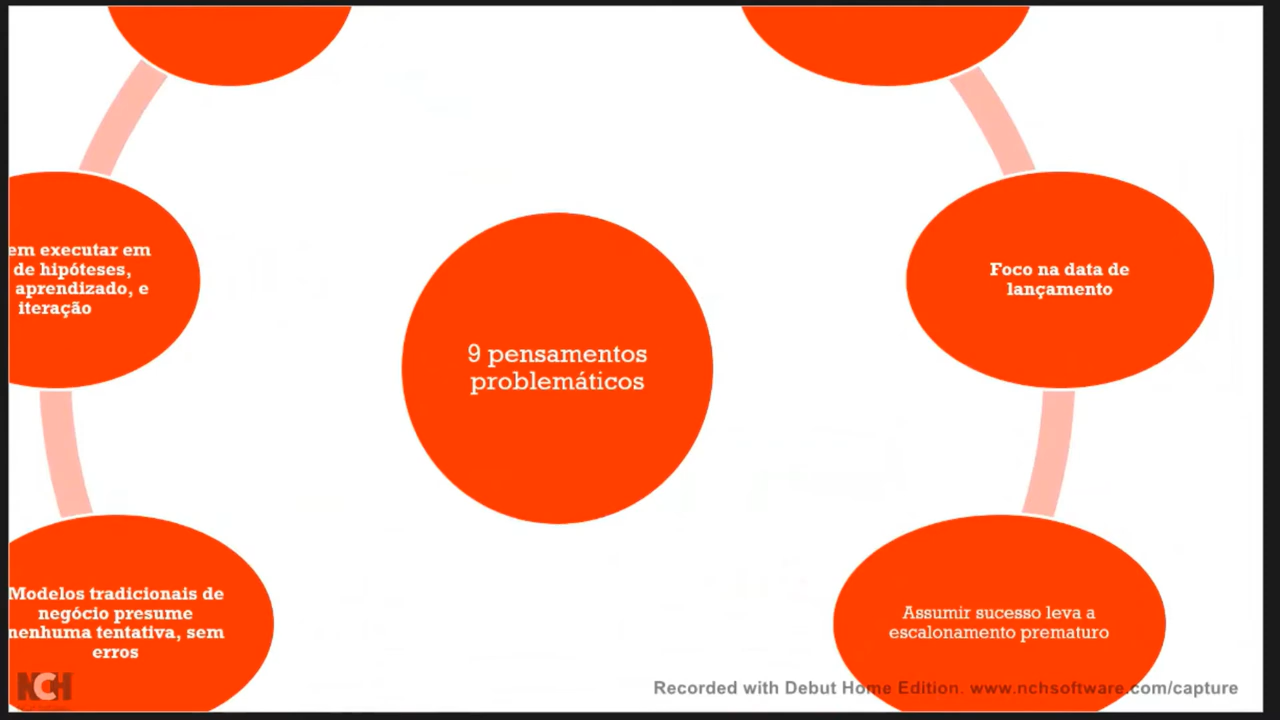 em executar em
de hipóteses,
aprendizado, e
iteração
Foco na data de
lançamento
9 pensamentos
problemáticos
Modelos tradicionais de
negócio presume
nenhuma tentativa, sem
erros
Assumir sucesso leva a
escalonamento prematuro
NCH
Recorded with Debut Home Edition. www.nchsoftware.com/capture